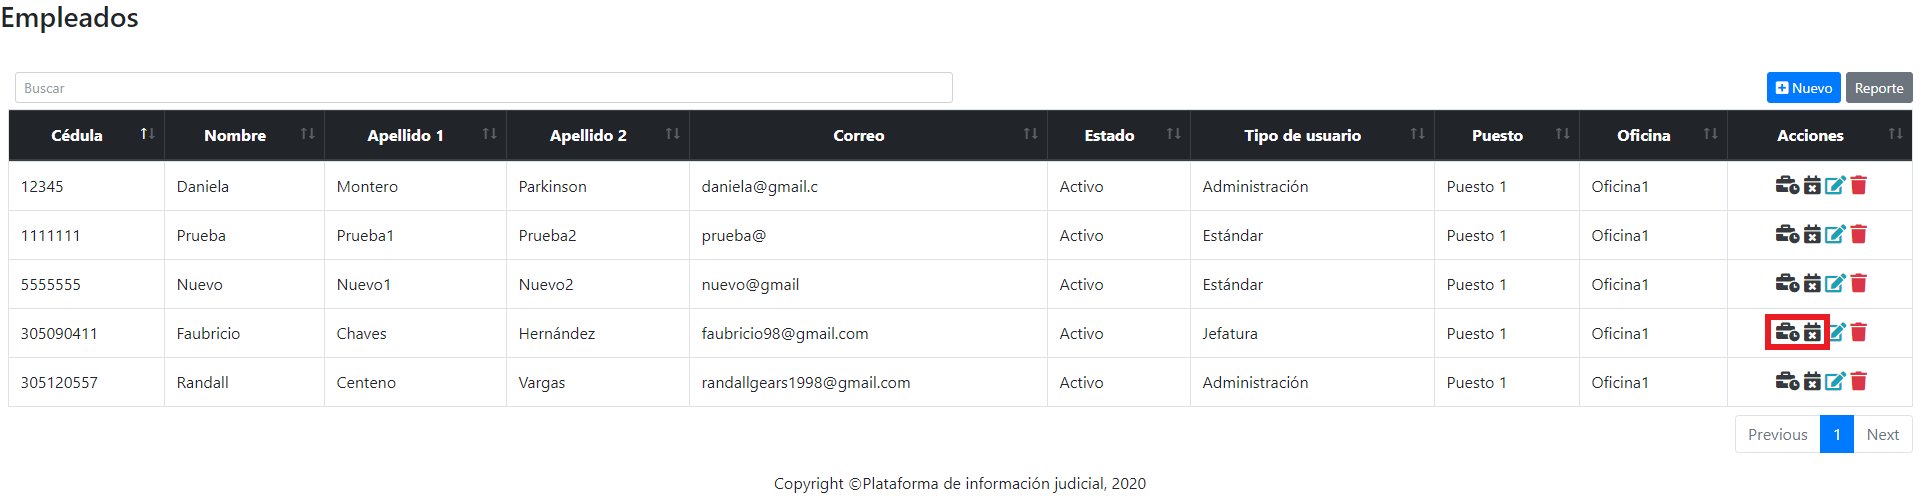 Empleados
Buscar
Nuevo Reporte
Cédula Nombre Apellido 1 Apellido 2 Correo Estado Tipo de usuario Puesto Oficina Acciones
12345 Daniela Montero Parkinson daniela@gmail.c Activo Administración Puesto 1 Oficina1
1111111 Prueba Prueba1 Prueba2 prueba@ Activo Estándar Puesto 1 Oficina1
5555555 Nuevo Nuevo1 Nuevo2 nuevo@gmail Activo Estándar Puesto 1 Oficina1
305090411 Faubricio Chaves Hernández faubricio98@gmail.com Activo Jefatura Puesto 1 Oficina1
305120557 Randall Centeno Vargas randallgears1998@gmail.com Activo Administración Puesto 1 Oficina1
Previous 1 Next
Copyright ©Plataforma de información judicial, 2020